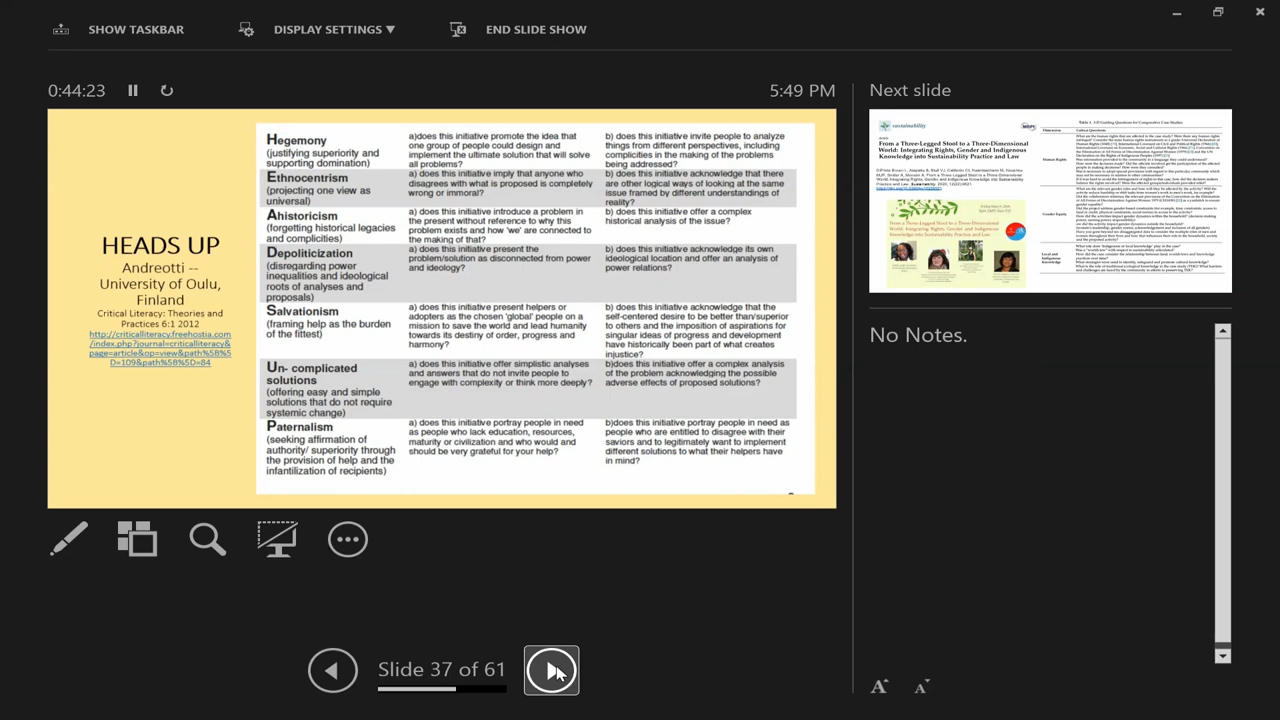 SHOW TASKBAR
DISPLAY SETTINGS ▼
END SLIDE SHOW
0:44:23
5:49 PM
HEADS UP
Andreotti --
University of Oulu,
Finland
Critical Literacy: Theories and
Practices 6:1 2012
http://criticalliteracy.freehostia.com
/index.php?journal=criticalliteracy&
page=article&op=view&path%5B%5
D=109&path%5B%5D=84
Hegemony
(justifying superiority and
supporting domination)
a)does this initiative promote the idea that
one group of people could design and
implement the ultimate solution that will solve
all problems?
b) does this initiative invite people to analyze
things from different perspectives, including
complicities in the making of the problems
being addressed?
Ethnocentrism
(projecting one view as
universal)
a) does this initiative imply that anyone who
disagrees with what is proposed is completely
wrong or immoral?
b) does this initiative acknowledge that there
are other logical ways of looking at the same
issue framed by different understandings of
reality?
Ahistoricism
historical legacies
and complicities)
a) does this initiative introduce a problem in
the present without reference to why this
problem exists and how 'we' are connected to
the making of that?
b) does this initiative offer a complex
historical analysis of the issue?
Depoliticization
(disregarding power
inequalities and ideological
roots of analyses and
proposals)
a) does this initiative present the
problem/solution as disconnected from power
and ideology?
b) does this initiative acknowledge its own
ideological location and offer an analysis of
power relations?
Salvationism
(framing help as the burden
of the fittest)
a) does this initiative present helpers or
adopters as the chosen 'global' people on a
mission to save the world and lead humanity
towards its destiny of order, progress and
harmony?
b) does this initiative acknowledge that the
self-centered desire to be better than/superior
to others and the imposition of aspirations for
singular ideas of progress and development
have historically been part of what creates
injustice?
Un- complicated
solutions
(offering easy and simple
solutions that do not require
systemic change)
a) does this initiative offer simplistic analyses
and answers that do not invite people to
engage with complexity or think more deeply?
b)does this initiative offer a complex analysis
of the problem acknowledging the possible
adverse effects of proposed solutions?
Paternalism
(seeking affirmation of
authority/ superiority through
the provision of help and the
infantilization of recipients)
a) does this initiative portray people in need
as people who lack education, resources,
maturity or civilization and who would and
should be very grateful for your help?
b)does this initiative portray people in need as
people who are entitled to disagree with their
saviors and to legitimately want to implement
different solutions to what their helpers have
in mind?
Slide 37 of 61
Next slide
sustainability
From a Three-Legged Stool to a Three-Dimensional
World: Integrating Rights, Gender and Indigenous
Knowledge into Sustainability Practice and Law
Human Rights
Gender Equity
Local and
Indigenous
Knowledge
No Notes.
A A